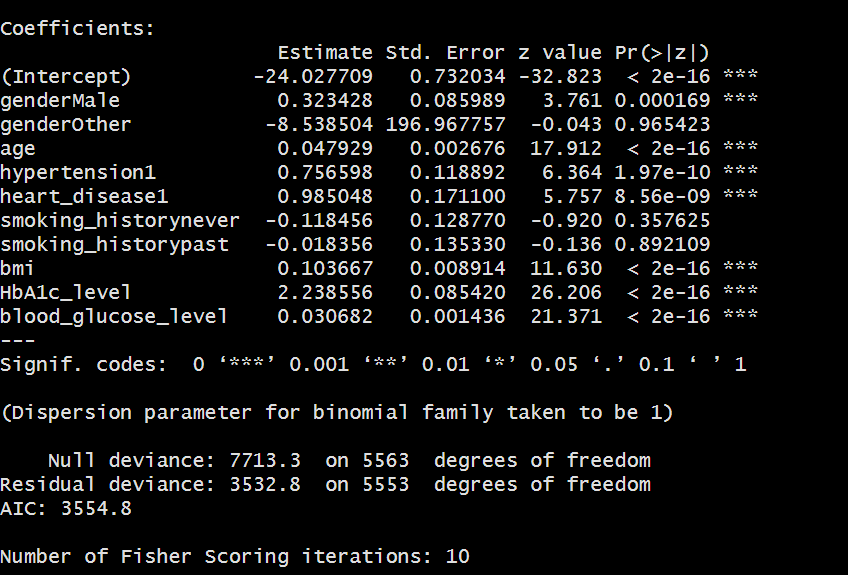 Coefficients:
                       Estimate Std. Error z value Pr(>|z|)
(Intercept)          -24.027709   0.732034 -32.823  < 2e-16 ***
genderMale             0.323428   0.085989   3.761 0.000169 ***
genderOther           -8.538504 196.967757  -0.043 0.965423
age                    0.047929   0.002676  17.912  < 2e-16 ***
hypertension1          0.756598   0.118892   6.364 1.97e-10 ***
heart_disease1         0.985048   0.171100   5.757 8.56e-09 ***
smoking_historynever  -0.118456   0.128770  -0.920 0.357625
smoking_historypast   -0.018356   0.135330  -0.136 0.892109
bmi                    0.103667   0.008914  11.630  < 2e-16 ***
HbA1c_level            2.238556   0.085420  26.206  < 2e-16 ***
blood_glucose_level    0.030682   0.001436  21.371  < 2e-16 ***
---
Signif. codes:  0 ‘***’ 0.001 ‘**’ 0.01 ‘*’ 0.05 ‘.’ 0.1 ‘ ’ 1
(Dispersion parameter for binomial family taken to be 1)
    Null deviance: 7713.3  on 5563  degrees of freedom
Residual deviance: 3532.8  on 5553  degrees of freedom
AIC: 3554.8
Number of Fisher Scoring iterations: 10